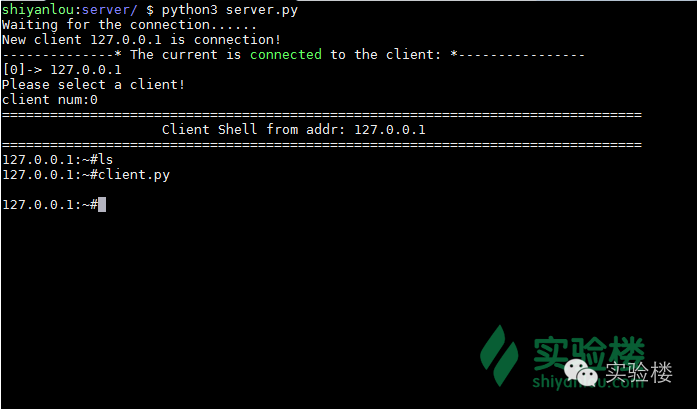 shiyanlou:server/ $ python3 server.py
Waiting for the connection......
New client 127.0.0.1 is connection!
--------------* The current is connected to the client: *----------------
[0]-> 127.0.0.1
Please select a client!
client num:0
================================================================================
Client Shell from addr: 127.0.0.1
================================================================================
127.0.0.1:~#ls
127.0.0.1:~#client.py
127.0.0.1:~#
实验楼
实验楼